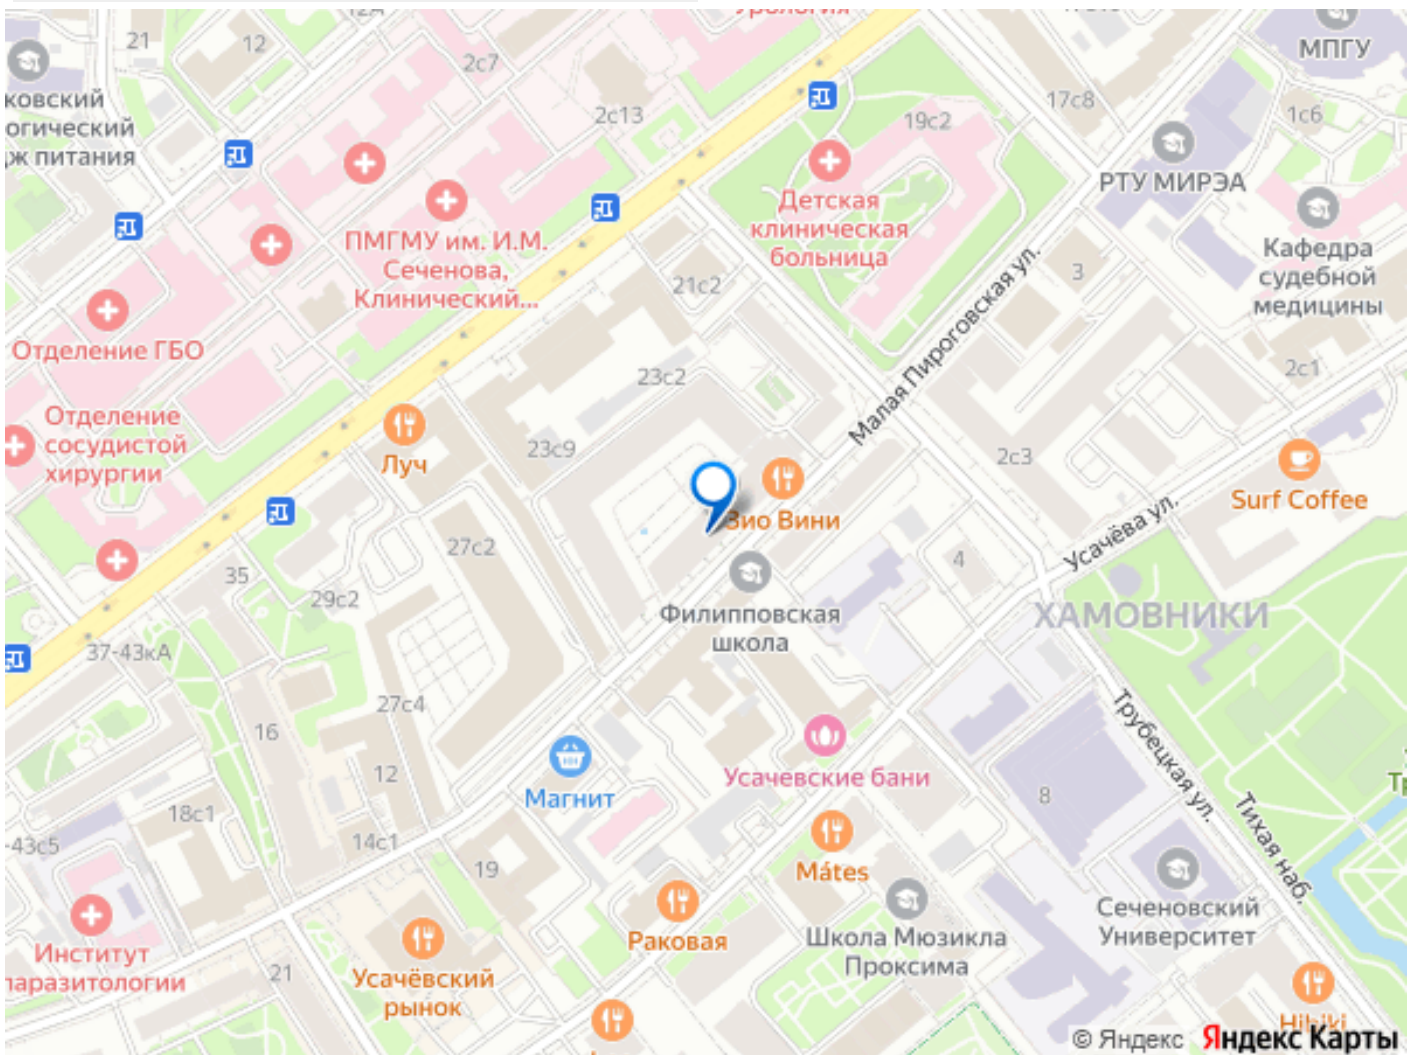 12А
Урология
21
12
2с7
МПГУ
17с8
1с6
2с13
19с2
ковский
огический
ж питания
РТУ МИРЭА
Детская
клиническая
больница
ПМГМУ им. И.М.
Сеченова,
Клинический...
Кафедра
судебной
медицины
3
21с2
Малая Пироговская ул.
Отделение ГБО
23с2
2с1
Отделение
сосудистой
хирургии
Луч
23с9
2с3
Surf Coffee
Зио Вини
Усачёва ул.
27с2
4
35
29с2
ХАМОВНИКИ
Филипповская
школа
37-43кА
27с4
16
Трубецкая ул.
12
Усачевские бани
Магнит
8
Тихая наб.
18с1
14с1
-43с5
19
Mátes
Раковая
Школа Мюзикла
Проксима
Сеченовский
Университет
Институт
паразитологии
21
Усачёвский
рынок
Hibiki
© Яндекс Яндекс Карты